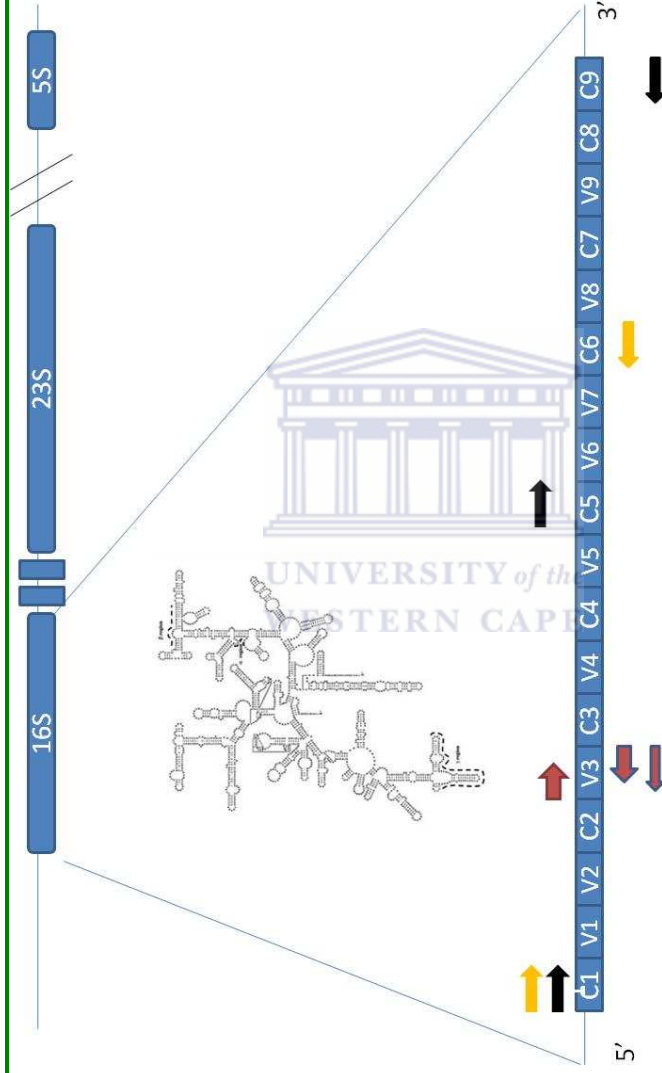 16S 23S 5S
UNIVERSITY of the
WESTERN CAPE
5' 3'
C1 V1 V2 C2 V3 C3 V4 C4 V5 C5 V6 V7 C6 V8 C7 V9 C8 C9